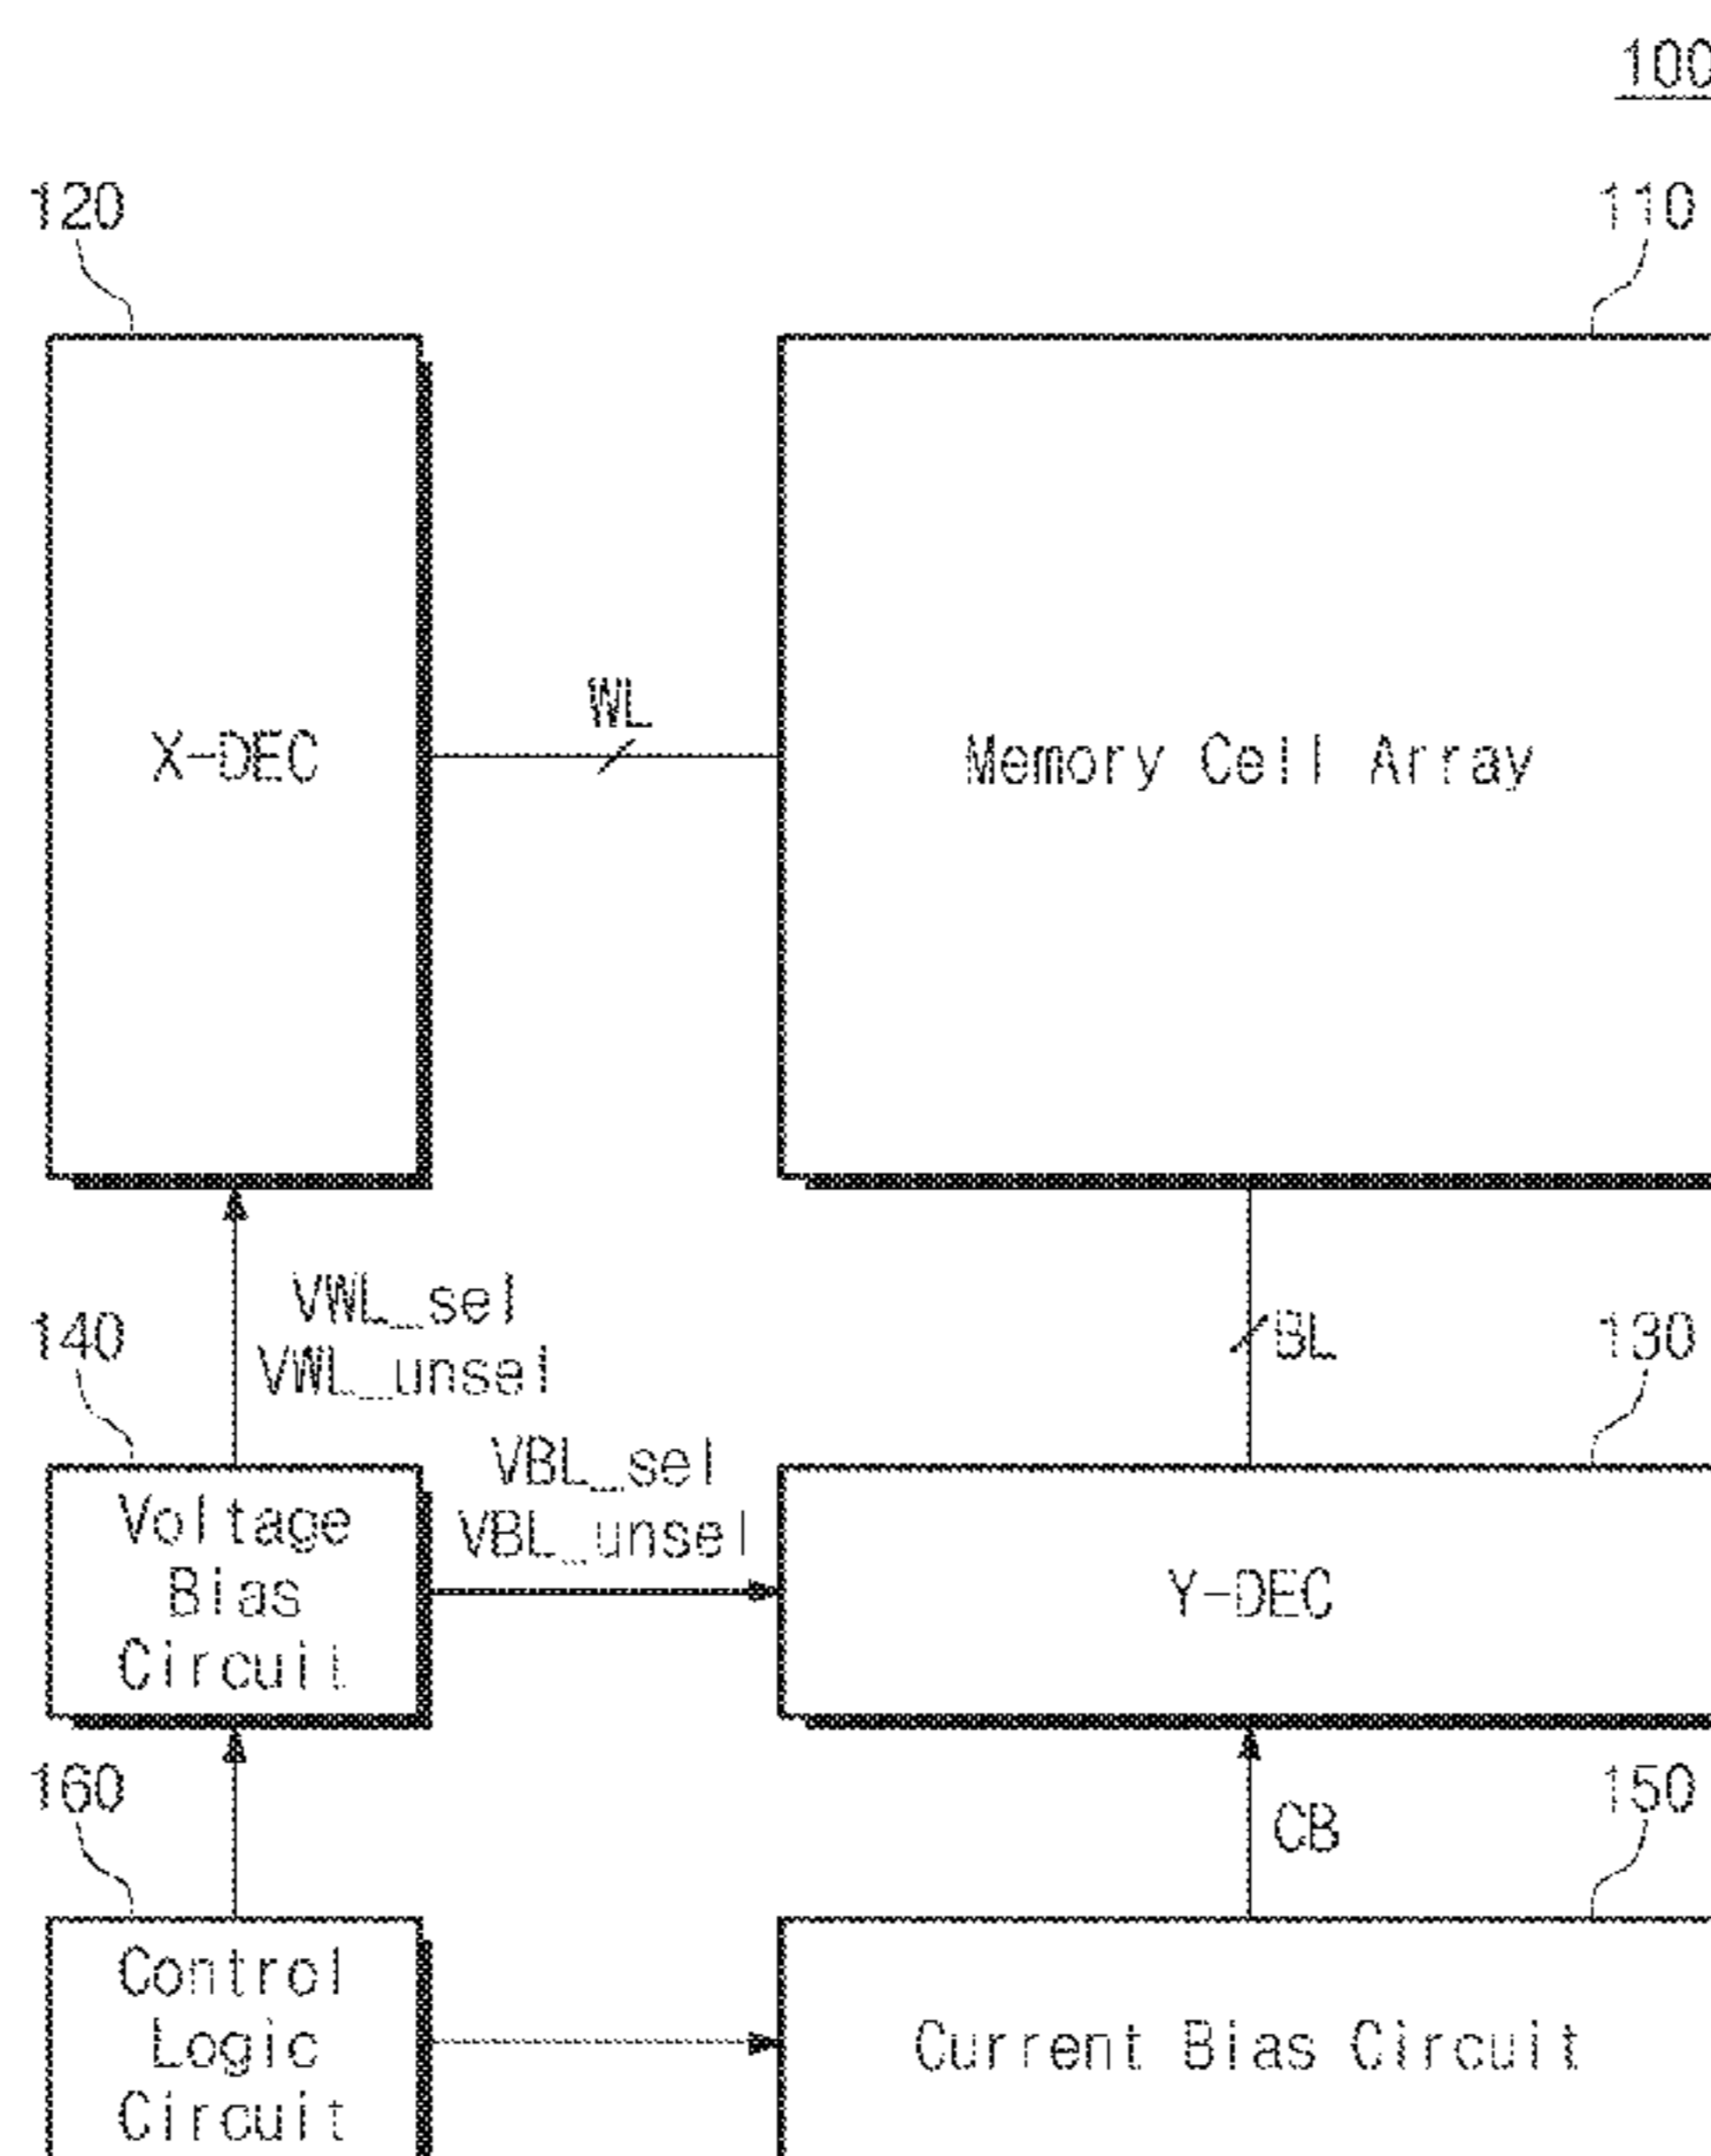 100
120
110
X-DEC
WL
Memory Cell Array
VWL_sel
VWL_unsel
140
BL
130
VBL_sel
VBL_unsel
Voltage
Bias
Circuit
Y-DEC
160
CB
150
Control
Logic
Circuit
Current Bias Circuit